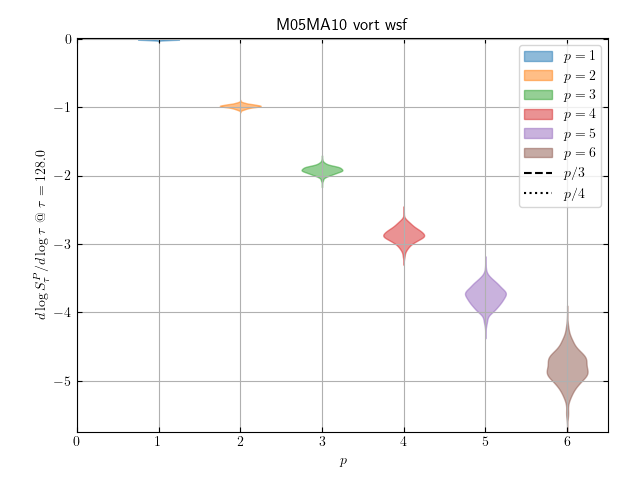 M05MA10 vort wsf
d log S_τ^P / d log τ @ τ = 128.0
0
−1
−2
−3
−4
−5
0 1 2 3 4 5 6
p
p = 1
p = 2
p = 3
p = 4
p = 5
p = 6
p/3
p/4